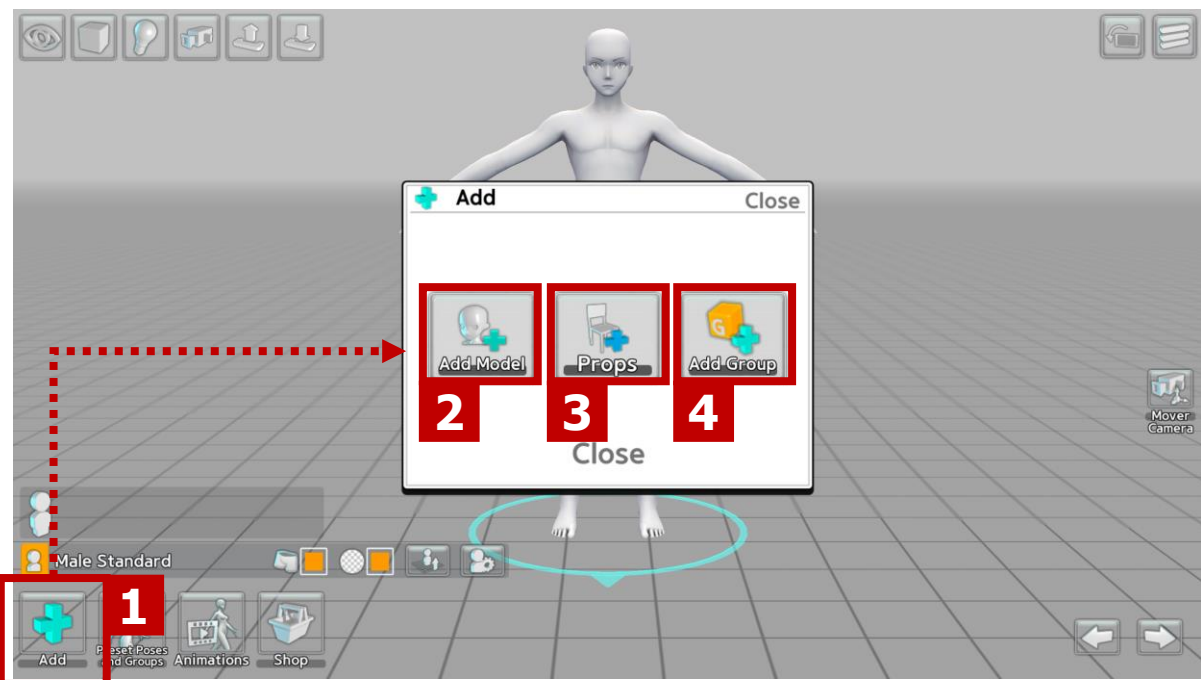 Add
Close
Add Model
Props
Add Group
2
3
4
Close
Mover
Camera
Male Standard
1
Add
Preset Poses
and Groups
Animations
Shop